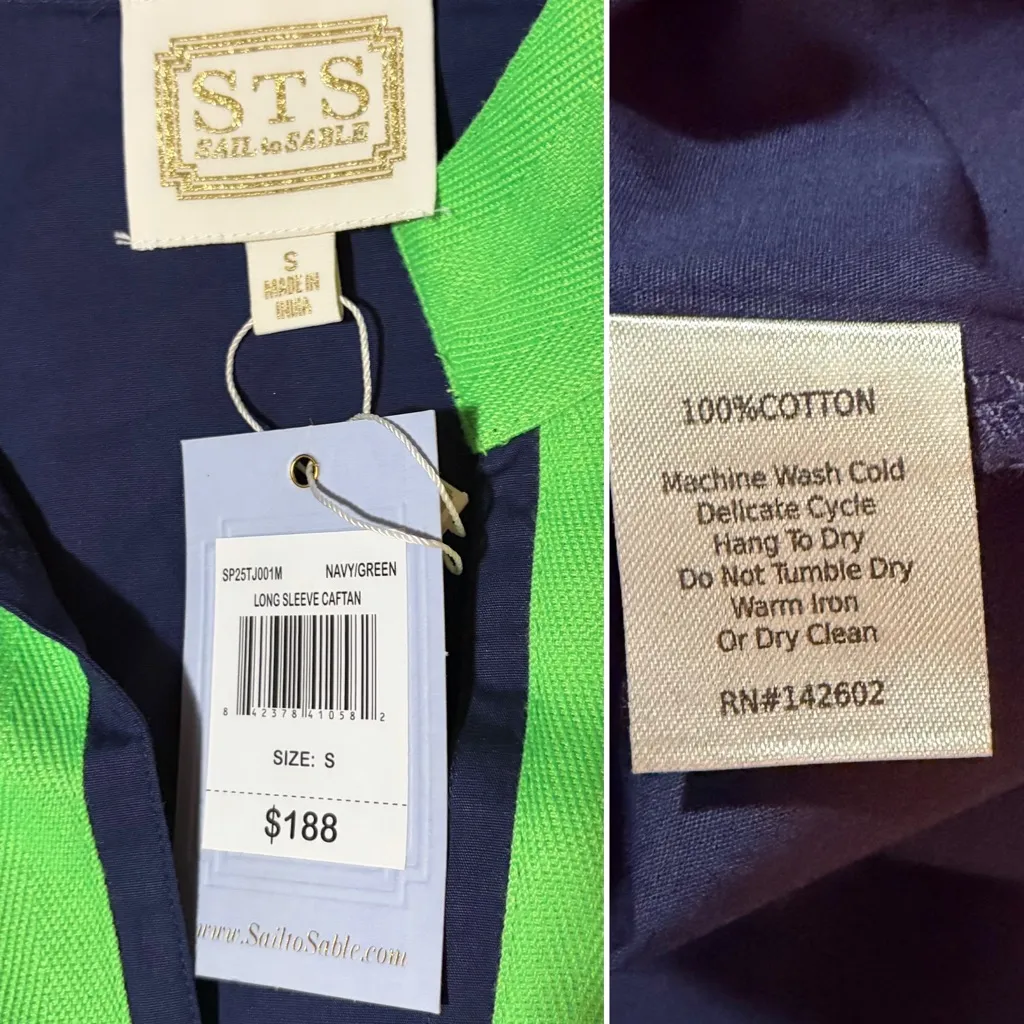 STS
SAIL to SABLE
S
MADE IN
INDIA
SP25TJ001M NAVY/GREEN
LONG SLEEVE CAFTAN
8 42378 41058 2
SIZE: S
$188
www.SailtoSable.com
100%COTTON
Machine Wash Cold
Delicate Cycle
Hang To Dry
Do Not Tumble Dry
Warm Iron
Or Dry Clean
RN#142602